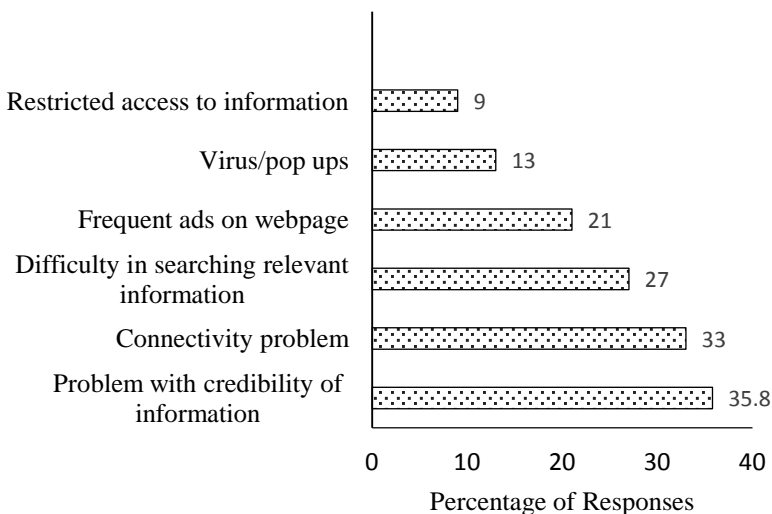 Restricted access to information
9
Virus/pop ups
13
Frequent ads on webpage
21
Difficulty in searching relevant
information
27
Connectivity problem
33
Problem with credibility of
information
35.8
0 10 20 30 40
Percentage of Responses